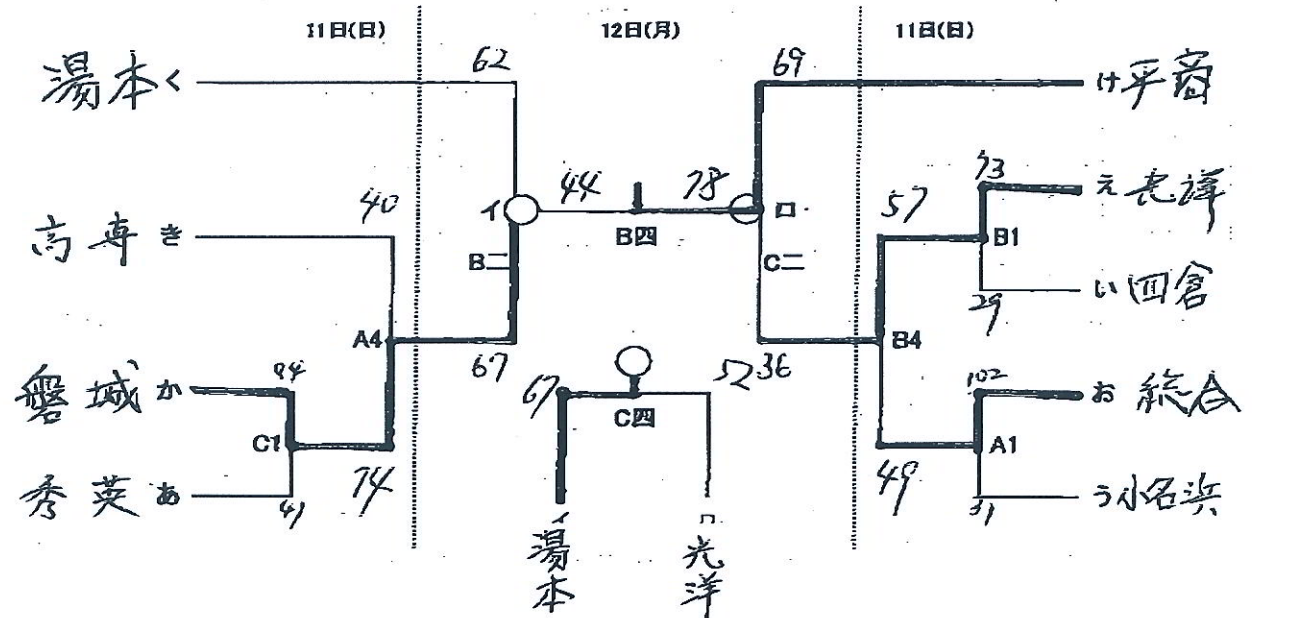 11日(日) 12日(月) 11日(日)
62 69
湯本 く け 平商
73
40 44 78 57 え 光洋
イ ロ
高専 き B四 B1
B二 C二
29 い 四倉
A4 B4
67 52 36
94 102
磐城 か 67 お 総合
C四
C1 A1
秀英 あ 74 49 う 小名浜
41 31
イ ロ
湯本 光洋